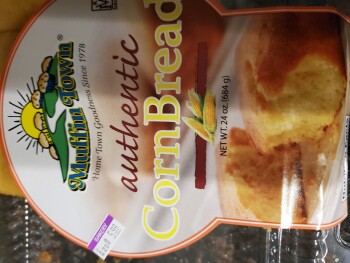 Muffin Town
Home Town Goodness Since 1978
authentic
CornBread
NET WT. 24 oz. (684 g)